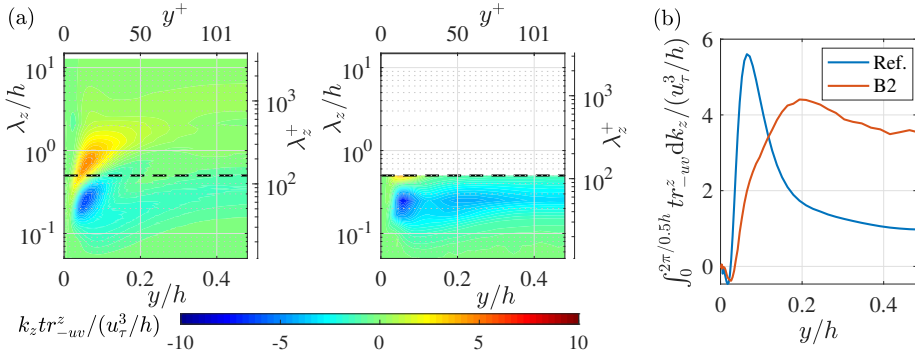 (a)
y^+
0 50 101
10^1
10^0
10^-1
λ_z/h
10^3
10^2
λ_z^+
0 0.2 0.4
y/h
y^+
0 50 101
10^1
10^0
10^-1
λ_z/h
10^3
10^2
λ_z^+
0 0.2 0.4
y/h
k_z tr^z_{-uv}/(u_τ^3/h)
-10 -5 0 5 10
(b)
6
4
2
0
∫_0^{2π/0.5h} tr^z_{-uv} dk_z/(u_τ^3/h)
Ref.
B2
0 0.2 0.4
y/h